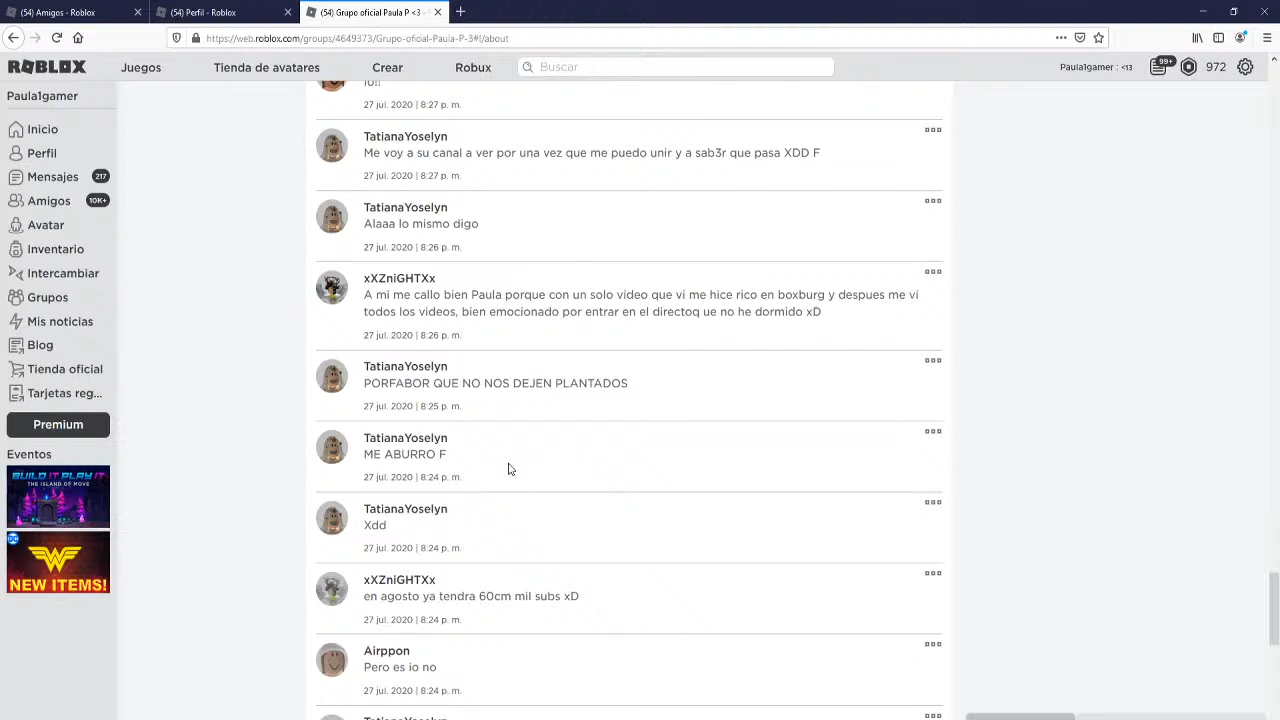 (54) Amigos - Roblox
(54) Perfil - Roblox
(54) Grupo oficial Paula P <3 -
https://web.roblox.com/groups/4649373/Grupo-oficial-Paula-P-3#!/about
ROBLOX
Juegos
Tienda de avatares
Crear
Robux
Buscar
Paula1gamer : <13
99+
972
Paula1gamer
Inicio
Perfil
Mensajes
217
Amigos
10K+
Avatar
Inventario
Intercambiar
Grupos
Mis noticias
Blog
Tienda oficial
Tarjetas reg...
Premium
Eventos
BUILD IT PLAY IT
THE ISLAND OF MOVE
DC
NEW ITEMS!
io!!
27 jul. 2020 | 8:27 p. m.
TatianaYoselyn
Me voy a su canal a ver por una vez que me puedo unir y a sab3r que pasa XDD F
27 jul. 2020 | 8:27 p. m.
TatianaYoselyn
Alaaa lo mismo digo
27 jul. 2020 | 8:26 p. m.
xXZniGHTXx
A mi me callo bien Paula porque con un solo video que vi me hice rico en boxburg y despues me vi
todos los videos, bien emocionado por entrar en el directoq ue no he dormido xD
27 jul. 2020 | 8:26 p. m.
TatianaYoselyn
PORFABOR QUE NO NOS DEJEN PLANTADOS
27 jul. 2020 | 8:25 p. m.
TatianaYoselyn
ME ABURRO F
27 jul. 2020 | 8:24 p. m.
TatianaYoselyn
Xdd
27 jul. 2020 | 8:24 p. m.
xXZniGHTXx
en agosto ya tendra 60cm mil subs xD
27 jul. 2020 | 8:24 p. m.
Airppon
Pero es io no
27 jul. 2020 | 8:24 p. m.